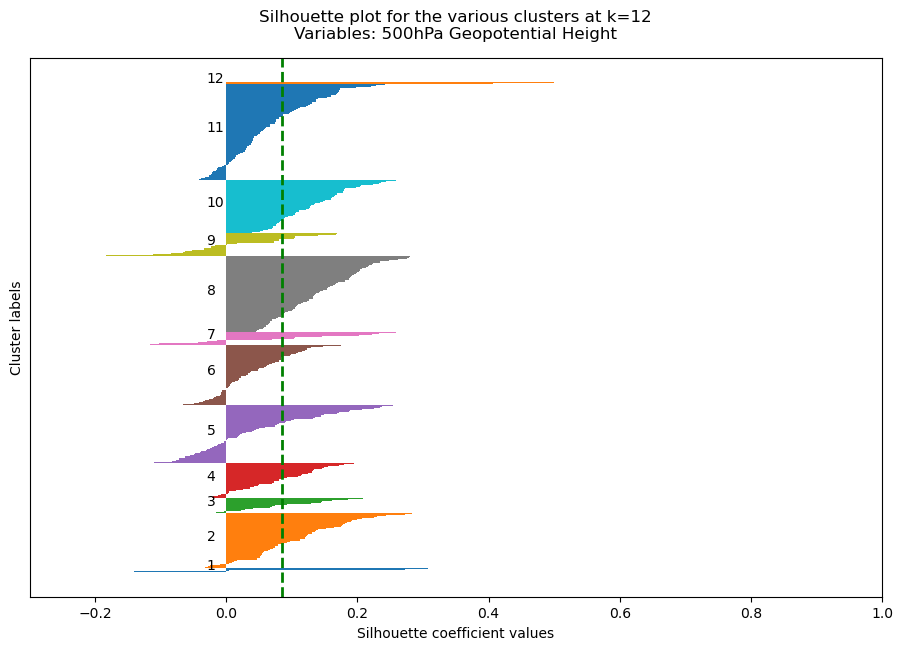 Silhouette plot for the various clusters at k=12
Variables: 500hPa Geopotential Height
12
11
10
9
8
7
6
5
4
3
2
1
Cluster labels
−0.2 0.0 0.2 0.4 0.6 0.8 1.0
Silhouette coefficient values